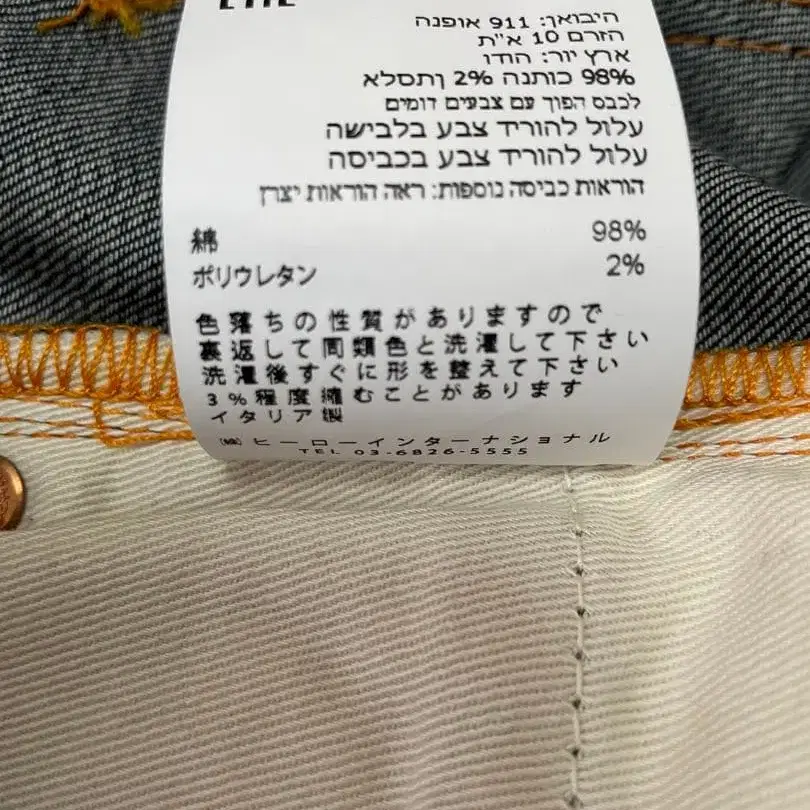 היבואן: 911 אופנה
הזרם 10 א"ת
ארץ יור: הודו
98% כותנה 2% ןתסלא
לכבס הפוך עם צבעים דומים
עלול להוריד צבע בלבישה
עלול להוריד צבע בכביסה
הוראות כביסה נוספות: ראה הוראות יצרן
綿 98%
ポリウレタン 2%
色落ちの性質がありますので
裏返して同類色と洗濯して下さい
洗濯後すぐに形を整えて下さい
3%程度縮むことがあります
イタリア製
㈱ ヒーローインターナショナル
TEL 03-6826-5555